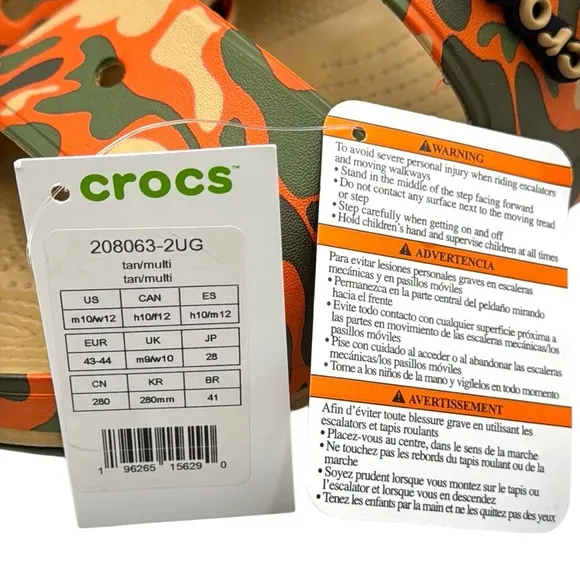 crocs™
208063-2UG
tan/multi
tan/multi
US CAN ES
m10/w12 h10/f12 h10/m12
EUR UK JP
43-44 m9/w10 28
CN KR BR
280 280mm 41
1 96265 15629 0
WARNING
To avoid severe personal injury when riding escalators
and moving walkways
• Stand in the middle of the step facing forward
• Do not contact any surface next to the moving tread
or step
• Step carefully when getting on and off
• Hold children's hand and supervise children at all times
ADVERTENCIA
Para evitar lesiones personales graves en escaleras
mecánicas y en pasillos móviles
• Permanezca en la parte central del peldaño mirando
hacia el frente
• Evite todo contacto con cualquier superficie próxima a
las partes en movimiento de las escaleras mecánicas/los
pasillos móviles
• Pise con cuidado al acceder o al abandonar las escaleras
mecánicas/los pasillos móviles
• Tome a los niños de la mano y vigílelos en todo momento
AVERTISSEMENT
Afin d'éviter toute blessure grave en utilisant les
escalators et tapis roulants
• Placez-vous au centre, dans le sens de la marche
• Ne touchez pas les rebords du tapis roulant ou de la
marche
• Soyez prudent lorsque vous montez sur le tapis ou
l'escalator et lorsque vous en descendez
• Tenez les enfants par la main et ne les quittez pas des yeux